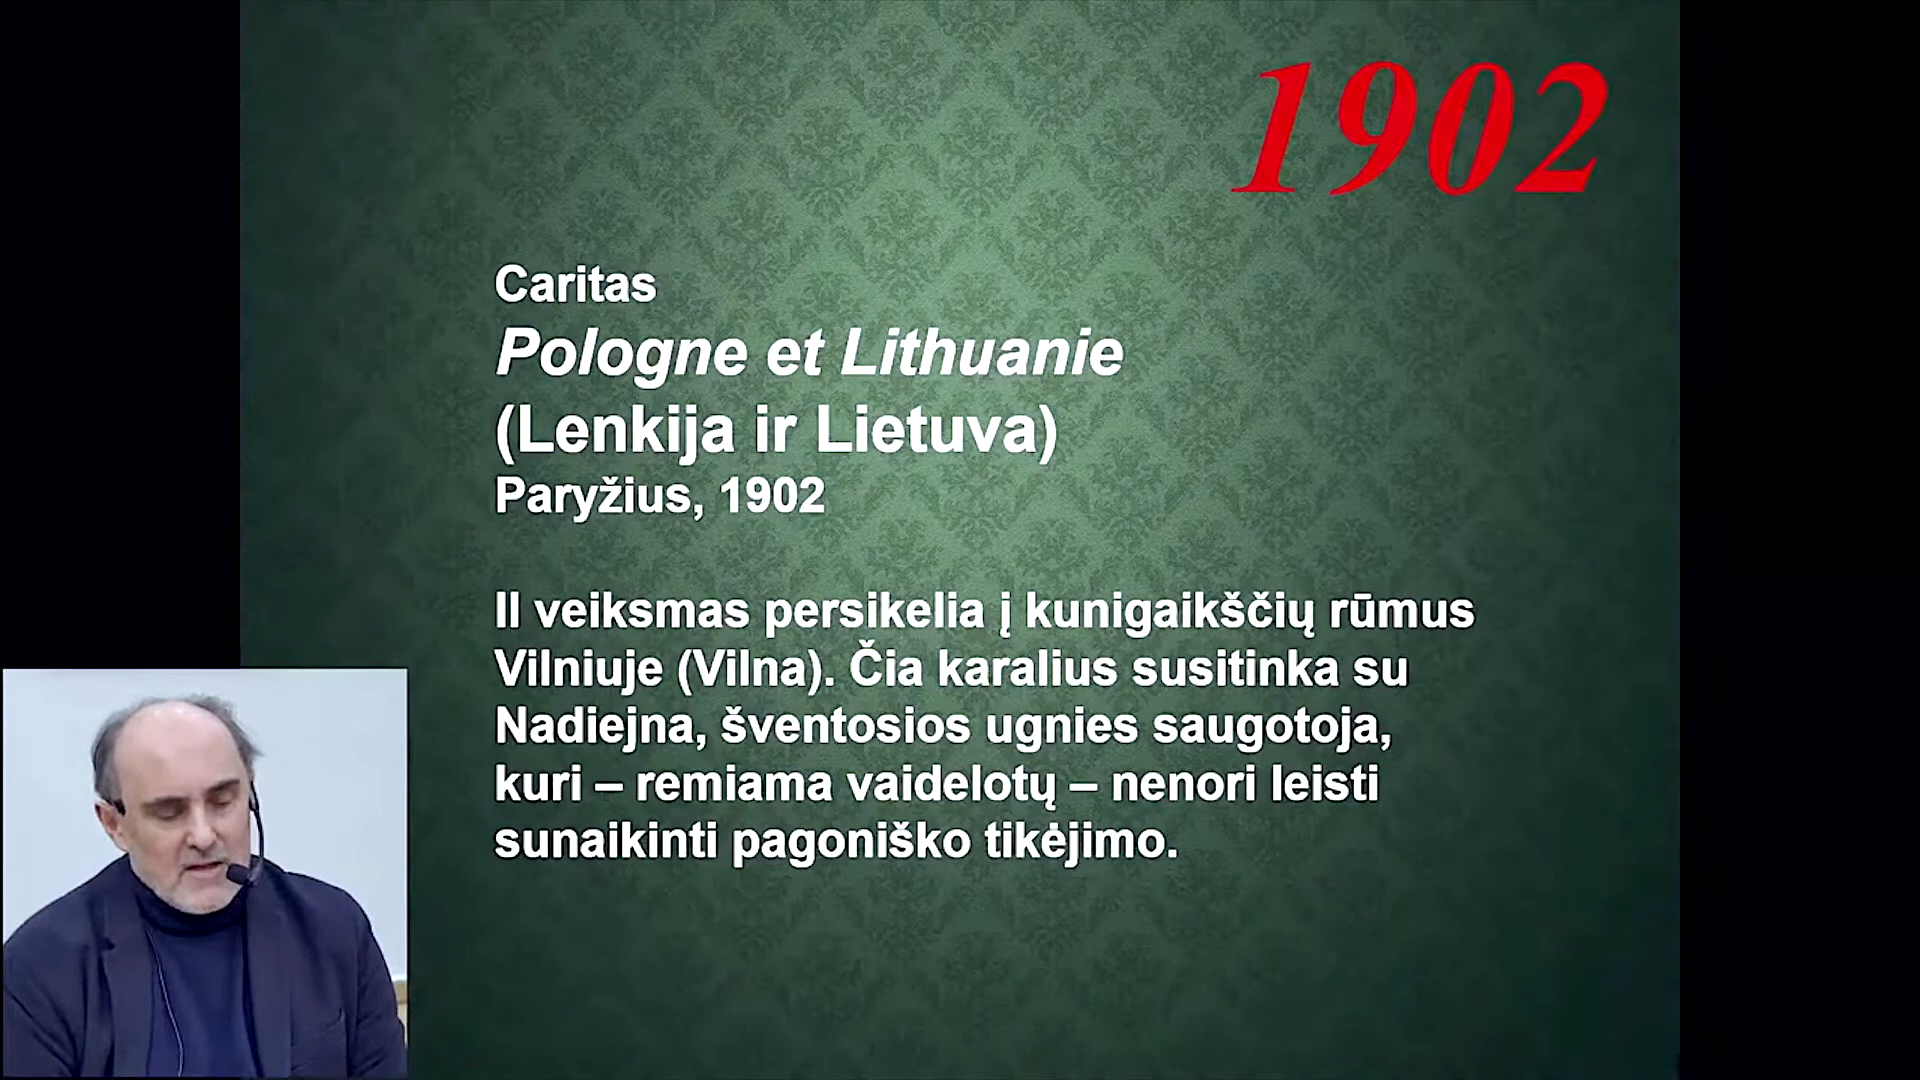 1902
Caritas
Pologne et Lithuanie
(Lenkija ir Lietuva)
Paryžius, 1902
II veiksmas persikelia į kunigaikščių rūmus
Vilniuje (Vilna). Čia karalius susitinka su
Nadiejna, šventosios ugnies saugotoja,
kuri – remiama vaidelotų – nenori leisti
sunaikinti pagoniško tikėjimo.